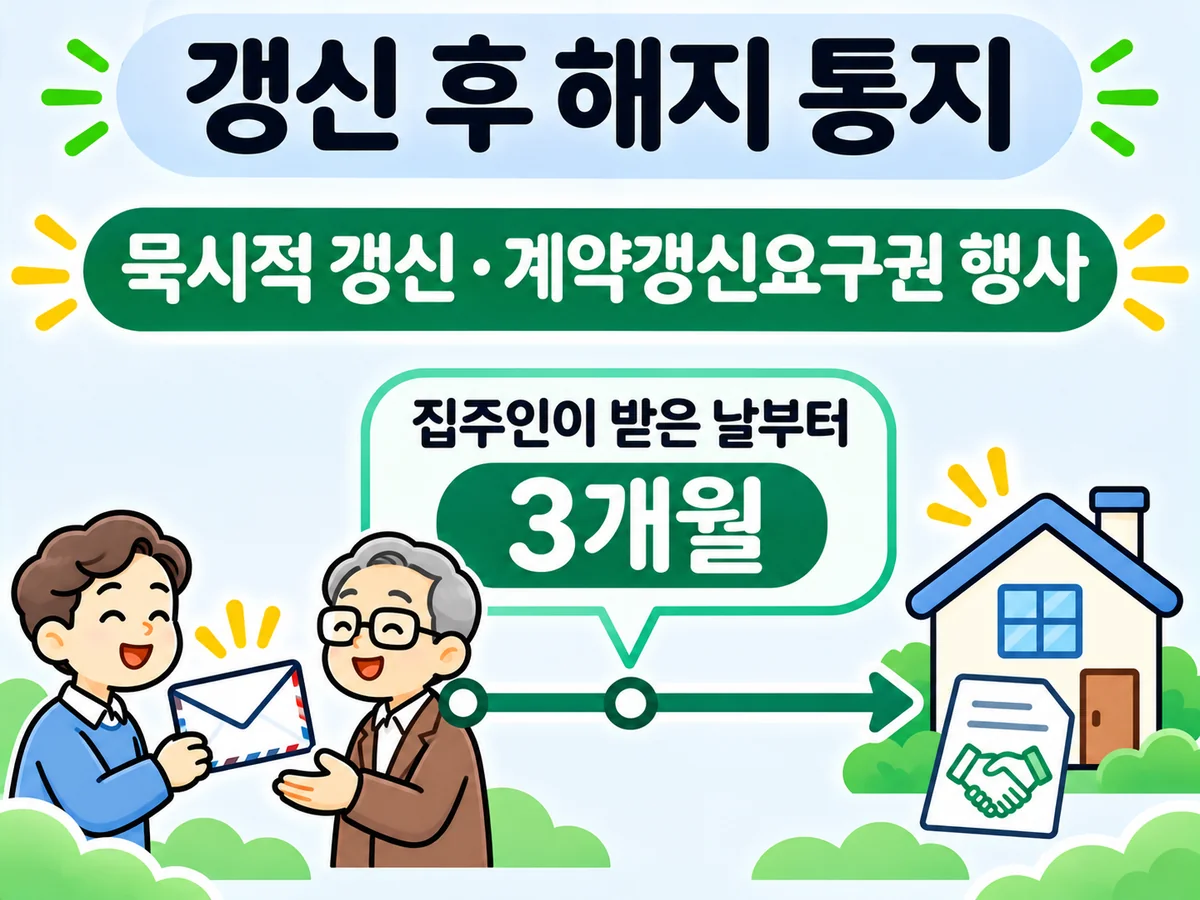 갱신 후 해지 통지
묵시적 갱신 · 계약갱신요구권 행사
집주인이 받은 날부터
3개월